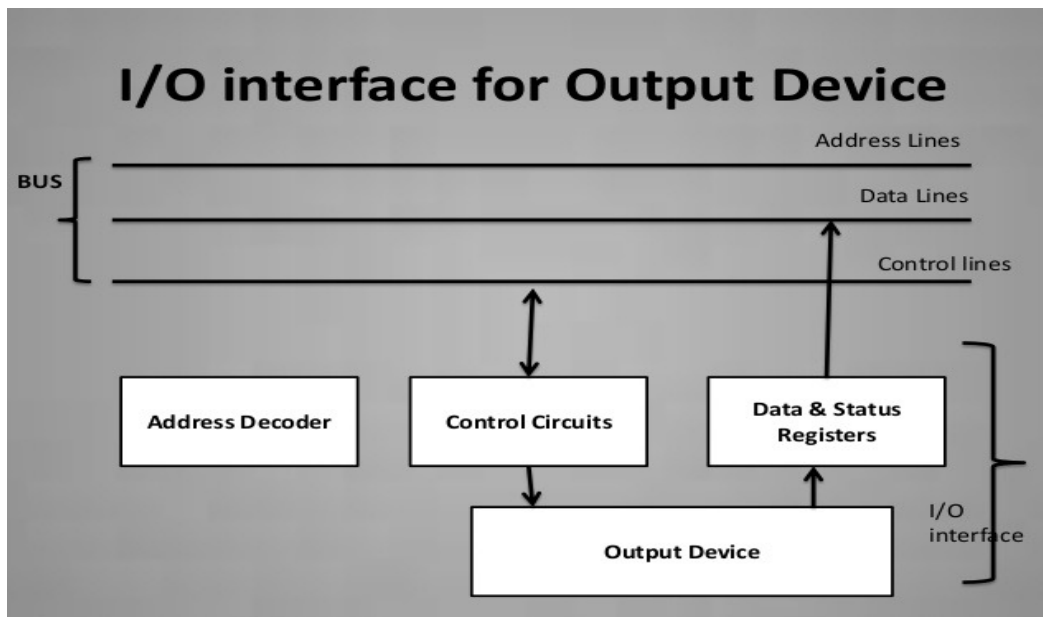 I/O interface for Output Device
Address Lines
BUS
Data Lines
Control lines
Address Decoder
Control Circuits
Data & Status
Registers
I/O
interface
Output Device